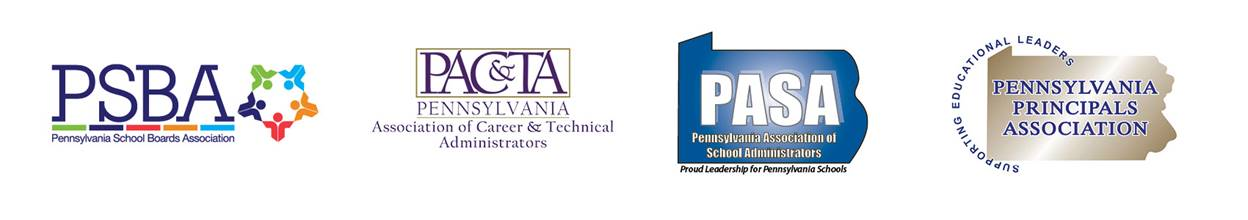 PSBA
Pennsylvania School Boards Association
PAC&TA
PENNSYLVANIA
Association of Career & Technical
Administrators
PASA
Pennsylvania Association of
School Administrators
Proud Leadership for Pennsylvania Schools
SUPPORTING EDUCATIONAL LEADERS
PENNSYLVANIA
PRINCIPALS
ASSOCIATION